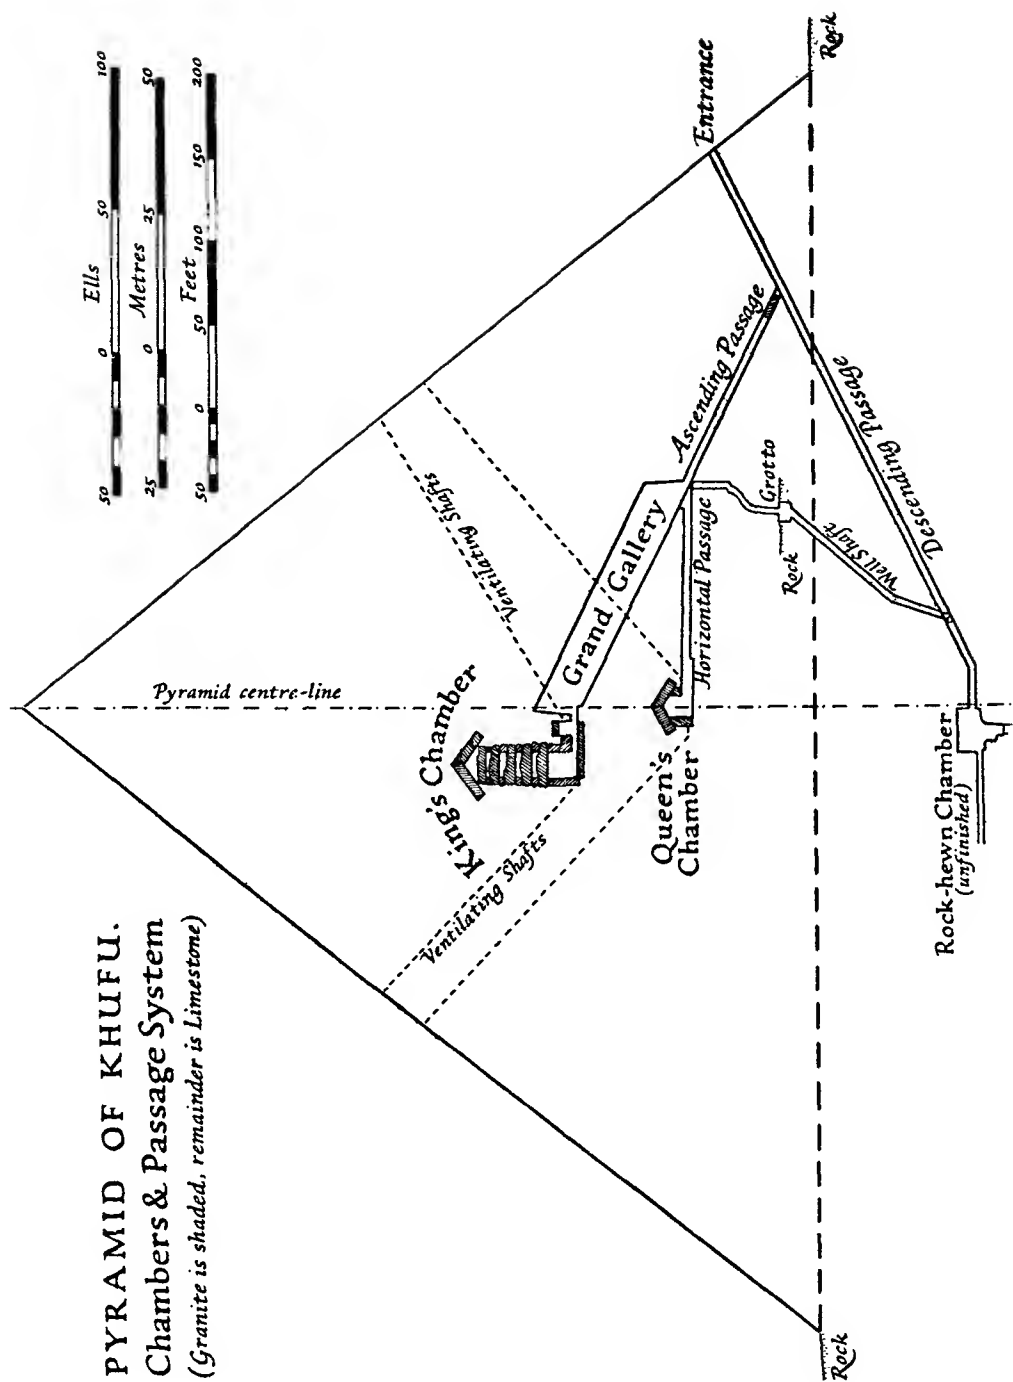 PYRAMID OF KHUFU.
Chambers & Passage System
(Granite is shaded, remainder is Limestone)
50 0 50 100
Ells
25 0 25 50
Metres
50 0 50 100 150 200
Feet
Pyramid centre-line
Ventilating Shafts
Ventilating Shafts
King's Chamber
Grand Gallery
Queen's
Chamber
Ascending Passage
Horizontal Passage
Entrance
Descending Passage
Grotto
Rock
Well Shaft
Rock
Rock
Rock-hewn Chamber
(unfinished)